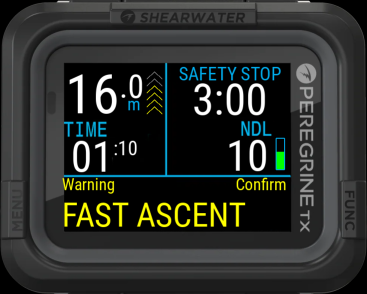 SHEARWATER
SAFETY STOP
16.0 m
3:00
TIME
NDL
01:10
10
Warning
Confirm
FAST ASCENT
MENU
FUNC
PEREGRINE TX